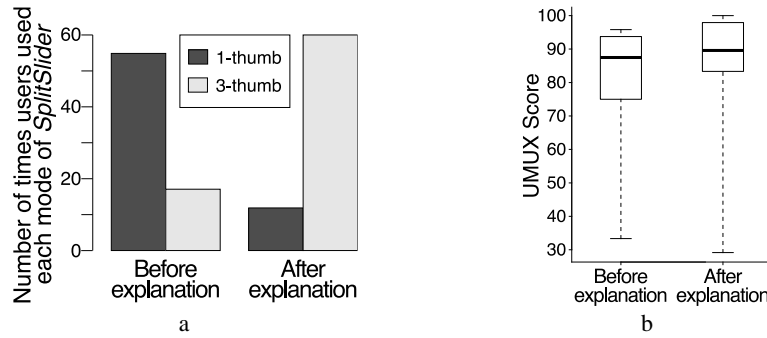 Number of times users used
each mode of SplitSlider
60
40
20
0
1-thumb
3-thumb
Before
explanation
After
explanation
a
UMUX Score
100
90
80
70
60
50
40
30
Before
explanation
After
explanation
b